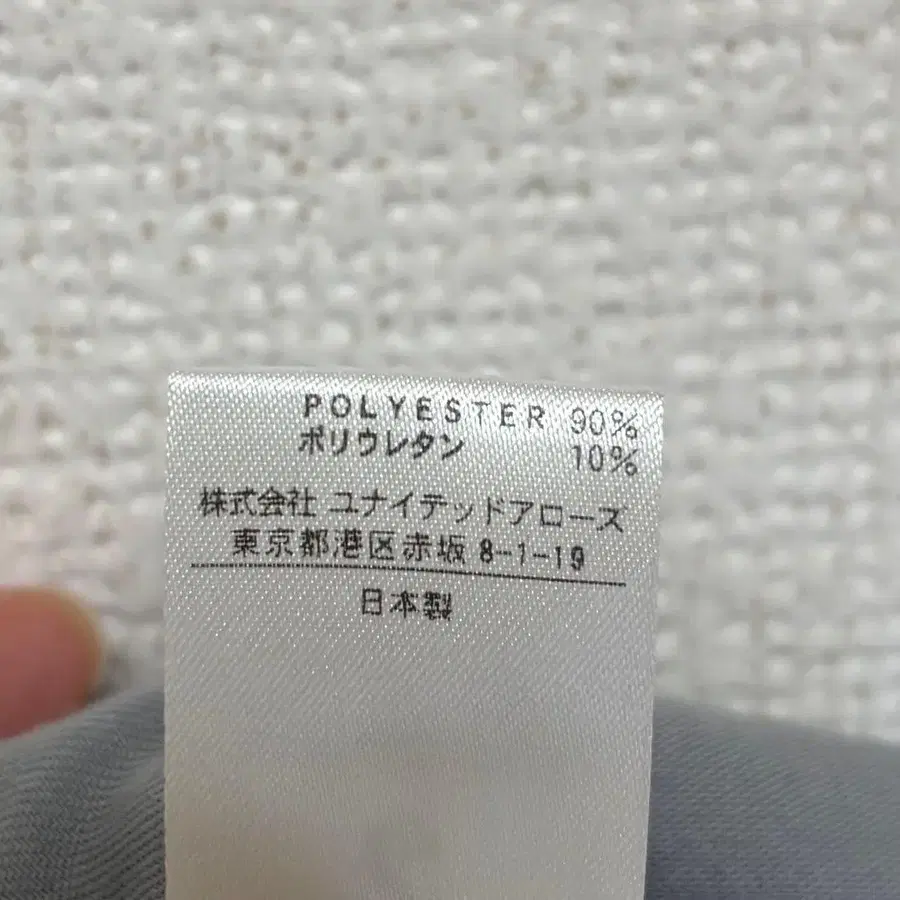 POLYESTER 90%
ポリウレタン 10%
株式会社 ユナイテッドアローズ
東京都港区赤坂 8-1-19
日本製